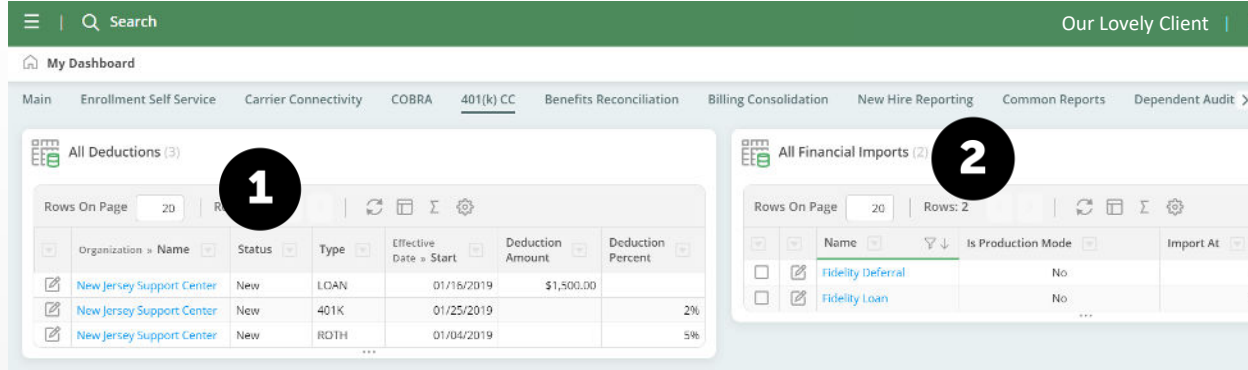 Search
Our Lovely Client
My Dashboard
Main Enrollment Self Service Carrier Connectivity COBRA 401(k) CC Benefits Reconciliation Billing Consolidation New Hire Reporting Common Reports Dependent Audit
All Deductions (3)
1
Rows On Page 20
Organization » Name Status Type Effective Date » Start Deduction Amount Deduction Percent
New Jersey Support Center New LOAN 01/16/2019 $1,500.00
New Jersey Support Center New 401K 01/25/2019 2%
New Jersey Support Center New ROTH 01/04/2019 5%
All Financial Imports (2)
2
Rows On Page 20 Rows: 2
Name Is Production Mode Import At
Fidelity Deferral No
Fidelity Loan No